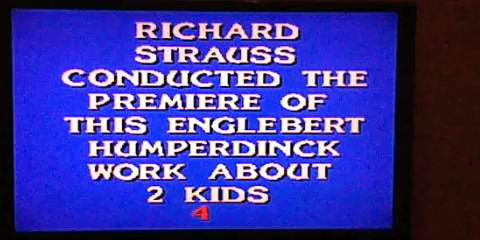 RICHARD
STRAUSS
CONDUCTED THE
PREMIERE OF
THIS ENGLEBERT
HUMPERDINCK
WORK ABOUT
2 KIDS
4